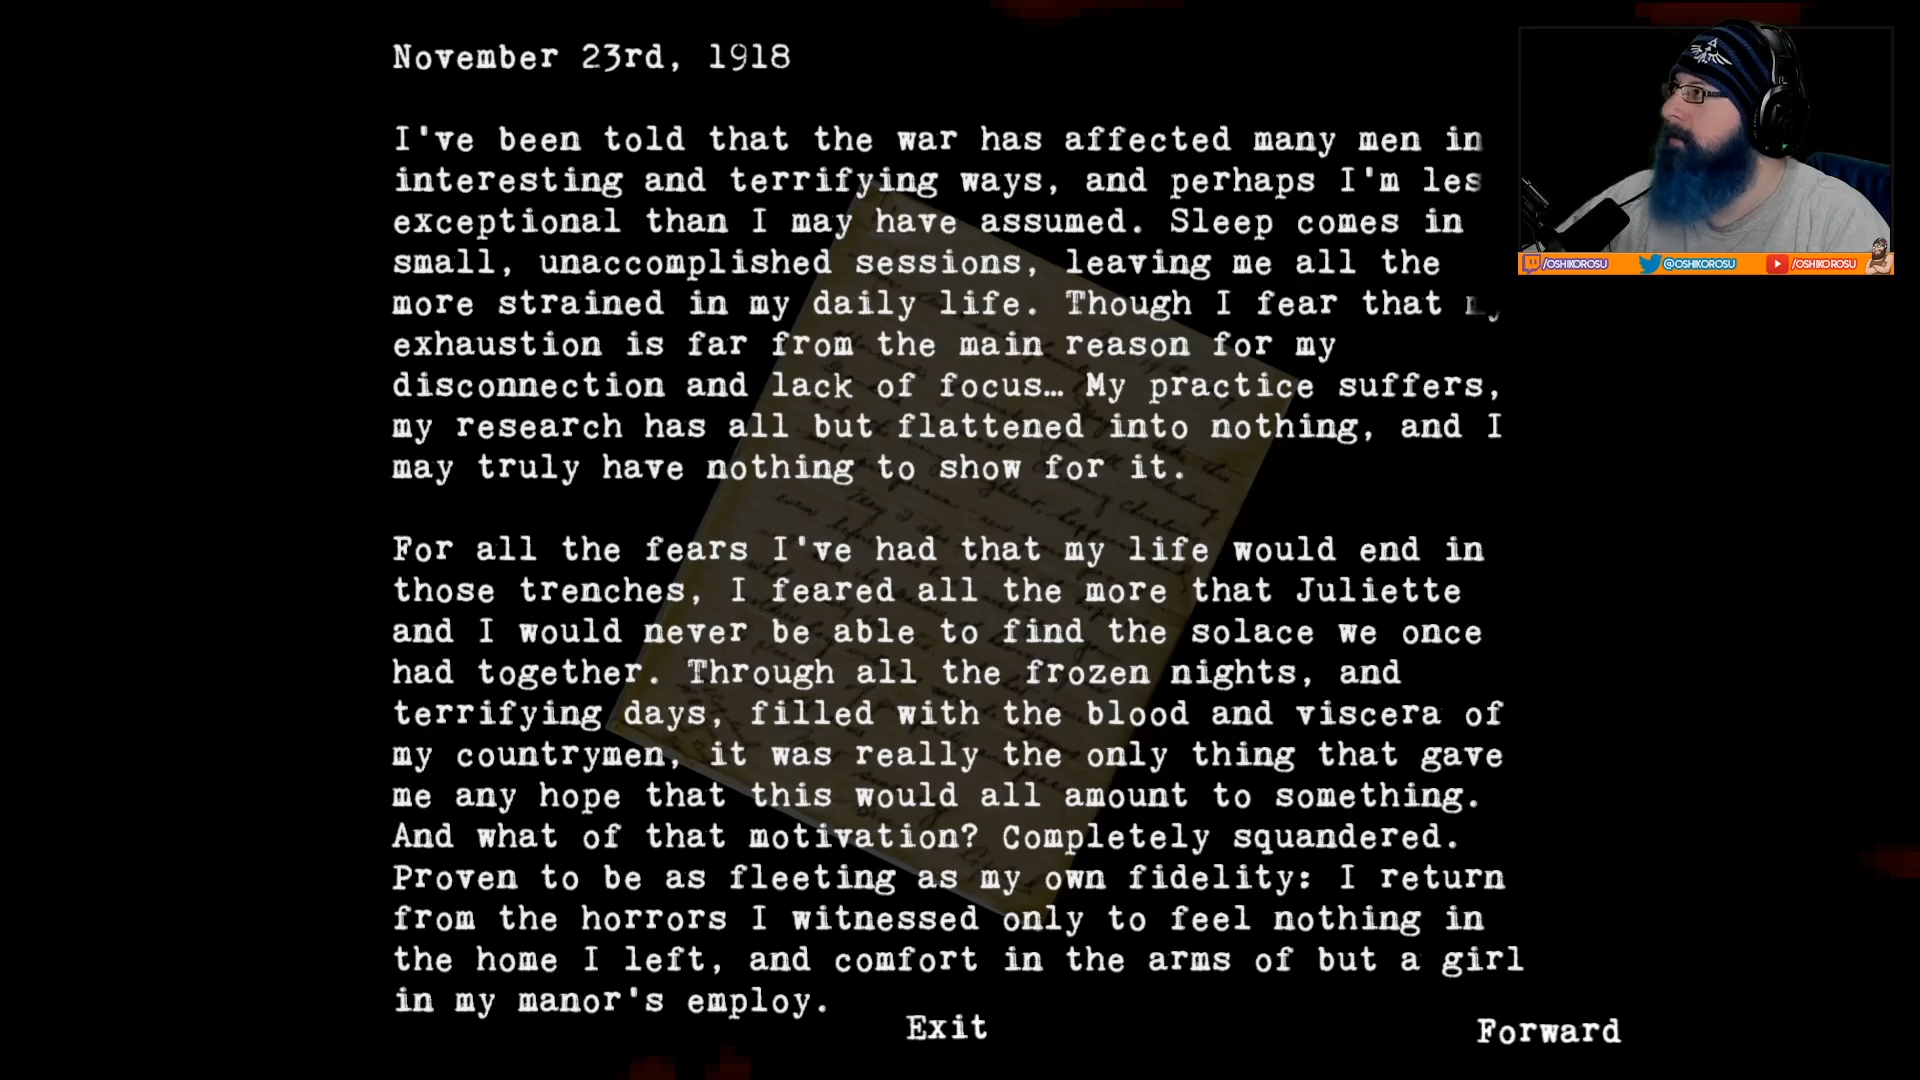 November 23rd, 1918
I've been told that the war has affected many men in
interesting and terrifying ways, and perhaps I'm les
exceptional than I may have assumed. Sleep comes in
small, unaccomplished sessions, leaving me all the
more strained in my daily life. Though I fear that my
exhaustion is far from the main reason for my
disconnection and lack of focus… My practice suffers,
my research has all but flattened into nothing, and I
may truly have nothing to show for it.
For all the fears I've had that my life would end in
those trenches, I feared all the more that Juliette
and I would never be able to find the solace we once
had together. Through all the frozen nights, and
terrifying days, filled with the blood and viscera of
my countrymen, it was really the only thing that gave
me any hope that this would all amount to something.
And what of that motivation? Completely squandered.
Proven to be as fleeting as my own fidelity: I return
from the horrors I witnessed only to feel nothing in
the home I left, and comfort in the arms of but a girl
in my manor's employ.
Exit
Forward
/OSHIKOROSU
@OSHIKOROSU
/OSHIKOROSU